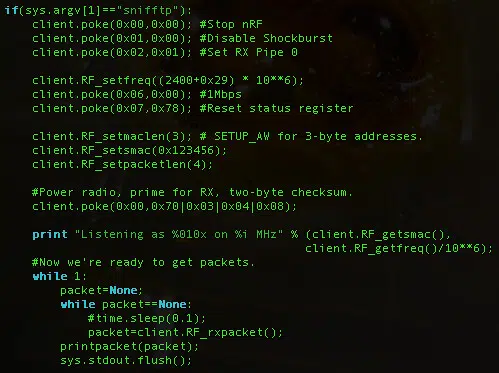 if(sys.argv[1]=="snifftp"):
    client.poke(0x00,0x00); #Stop nRF
    client.poke(0x01,0x00); #Disable Shockburst
    client.poke(0x02,0x01); #Set RX Pipe 0

    client.RF_setfreq((2400+0x29) * 10**6);
    client.poke(0x06,0x00); #1Mbps
    client.poke(0x07,0x78); #Reset status register

    client.RF_setmaclen(3); # SETUP_AW for 3-byte addresses.
    client.RF_setsmac(0x123456);
    client.RF_setpacketlen(4);

    #Power radio, prime for RX, two-byte checksum.
    client.poke(0x00,0x70|0x03|0x04|0x08);

    print "Listening as %010x on %i MHz" % (client.RF_getsmac(),
                                            client.RF_getfreq()/10**6);
    #Now we're ready to get packets.
    while 1:
        packet=None;
        while packet==None:
            #time.sleep(0.1);
            packet=client.RF_rxpacket();
        printpacket(packet);
        sys.stdout.flush();